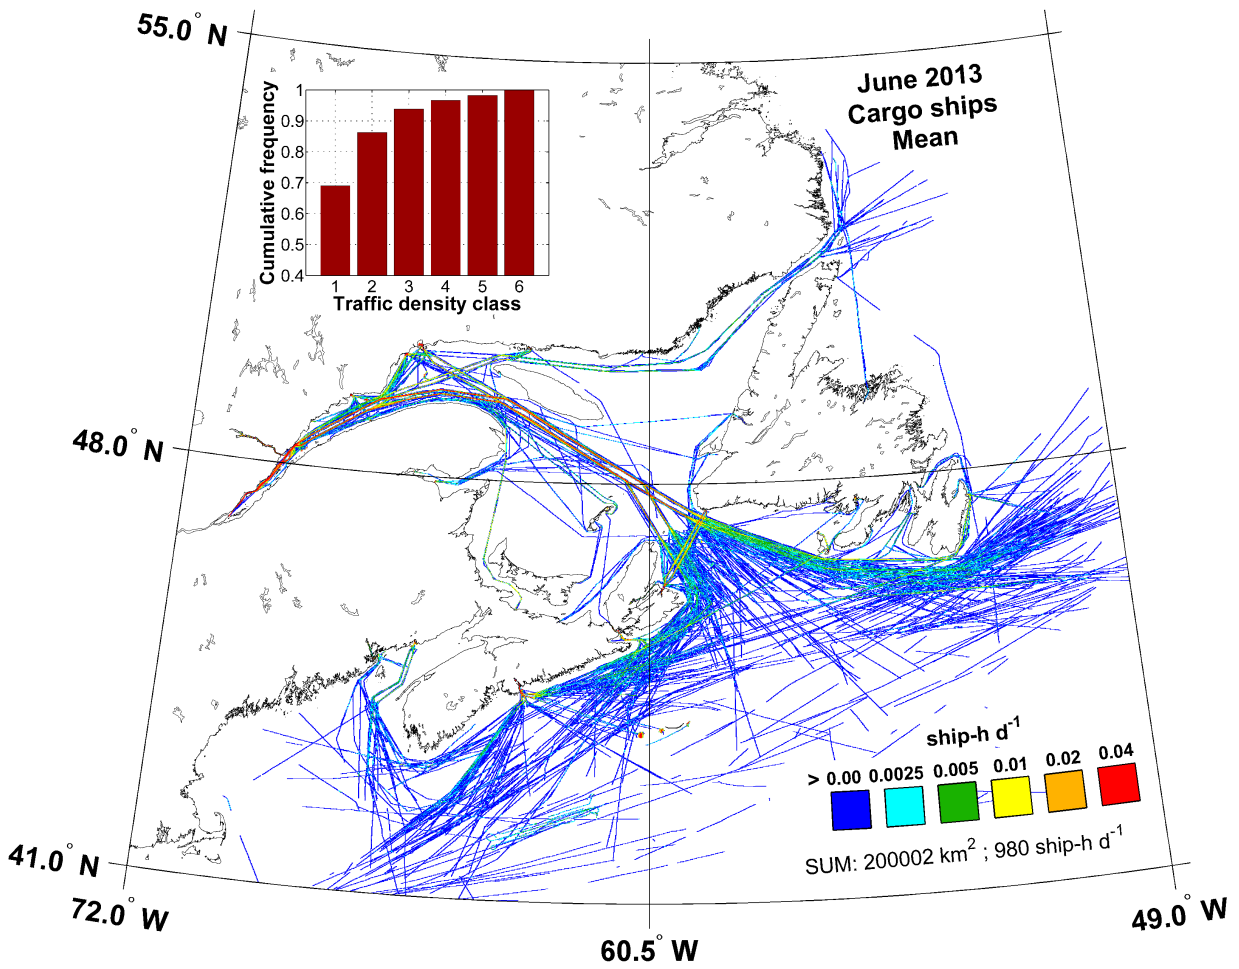 55.0° N
June 2013
Cargo ships
Mean
1
0.9
0.8
0.7
0.6
0.5
0.4
Cumulative frequency
1 2 3 4 5 6
Traffic density class
48.0° N
ship-h d-1
> 0.00 0.0025 0.005 0.01 0.02 0.04
SUM: 200002 km2 ; 980 ship-h d-1
41.0° N
72.0° W
60.5° W
49.0° W